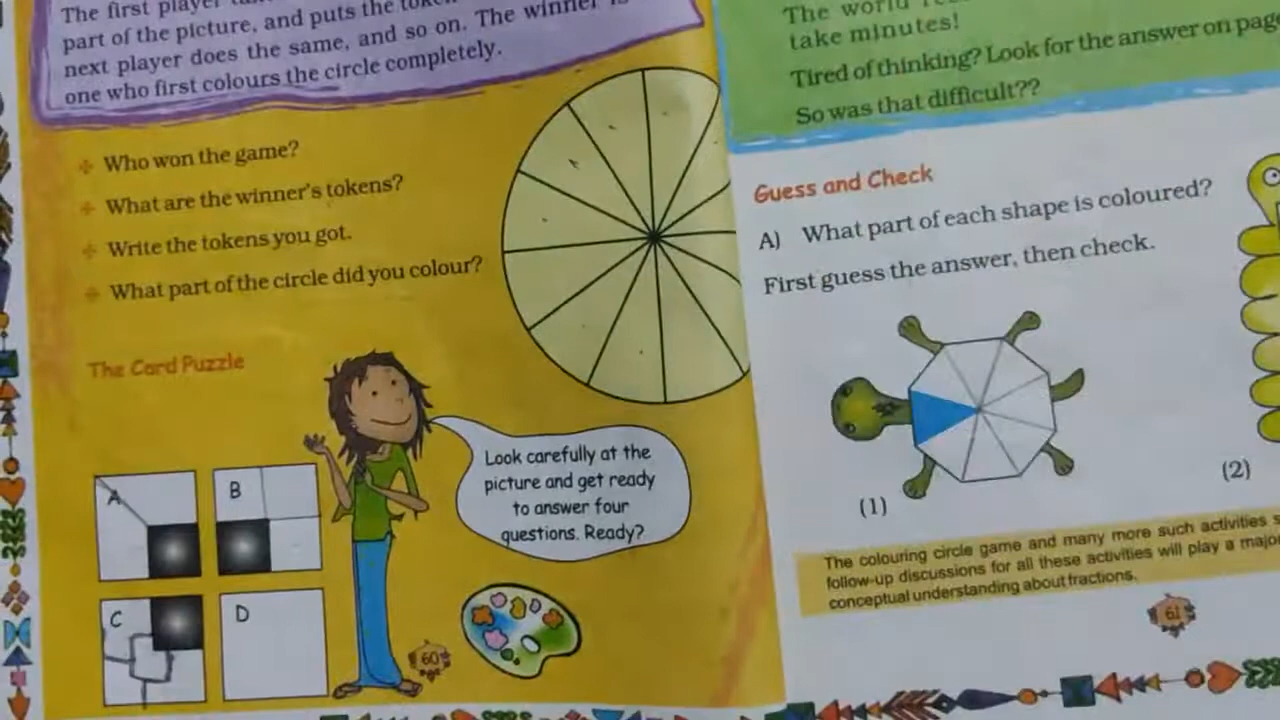 The first player
part of the picture, and puts the
next player does the same, and so on. The winner
one who first colours the circle completely.
Who won the game?
What are the winner's tokens?
Write the tokens you got.
What part of the circle did you colour?
The Card Puzzle
Look carefully at the
picture and get ready
to answer four
questions. Ready?
A
B
C
D
60
The world
take minutes!
Tired of thinking? Look for the answer on
So was that difficult??
Guess and Check
A) What part of each shape is coloured?
First guess the answer, then check.
(1)
(2)
The colouring circle game and many more such activities
follow-up discussions for all these activities will play a
conceptual understanding about fractions.
61